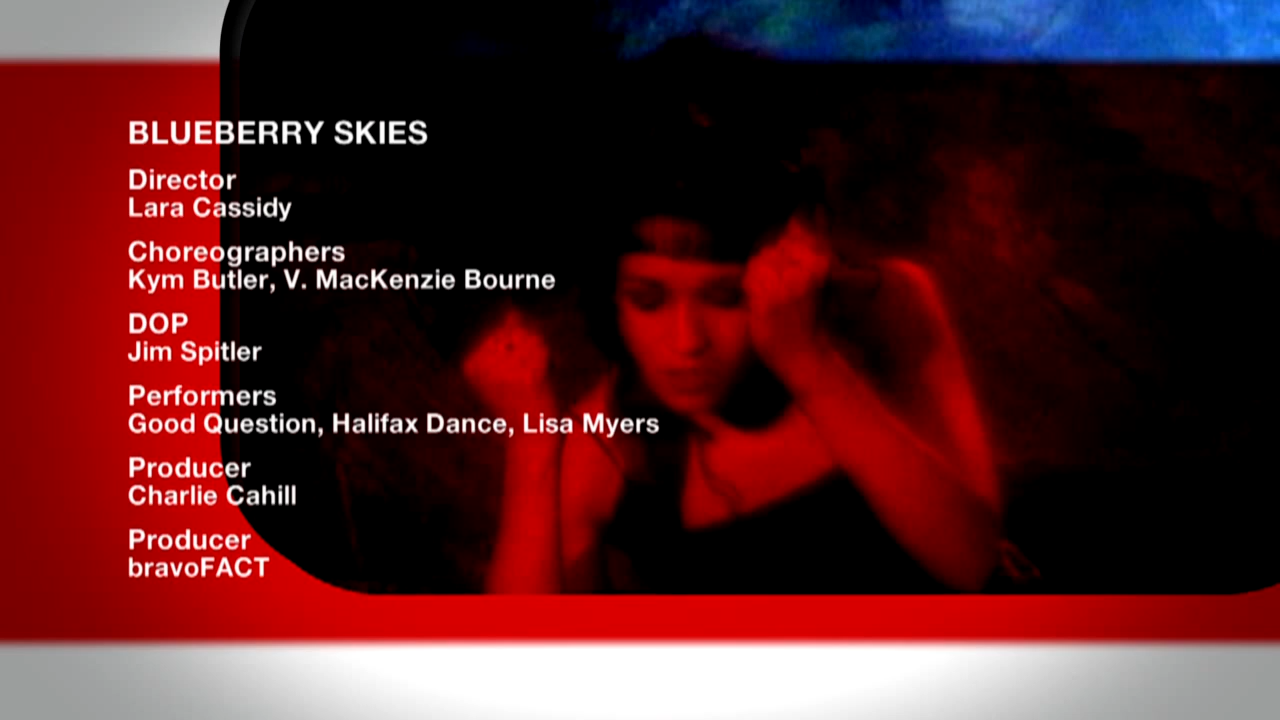 BLUEBERRY SKIES
Director
Lara Cassidy
Choreographers
Kym Butler, V. MacKenzie Bourne
DOP
Jim Spitler
Performers
Good Question, Halifax Dance, Lisa Myers
Producer
Charlie Cahill
Producer
bravoFACT